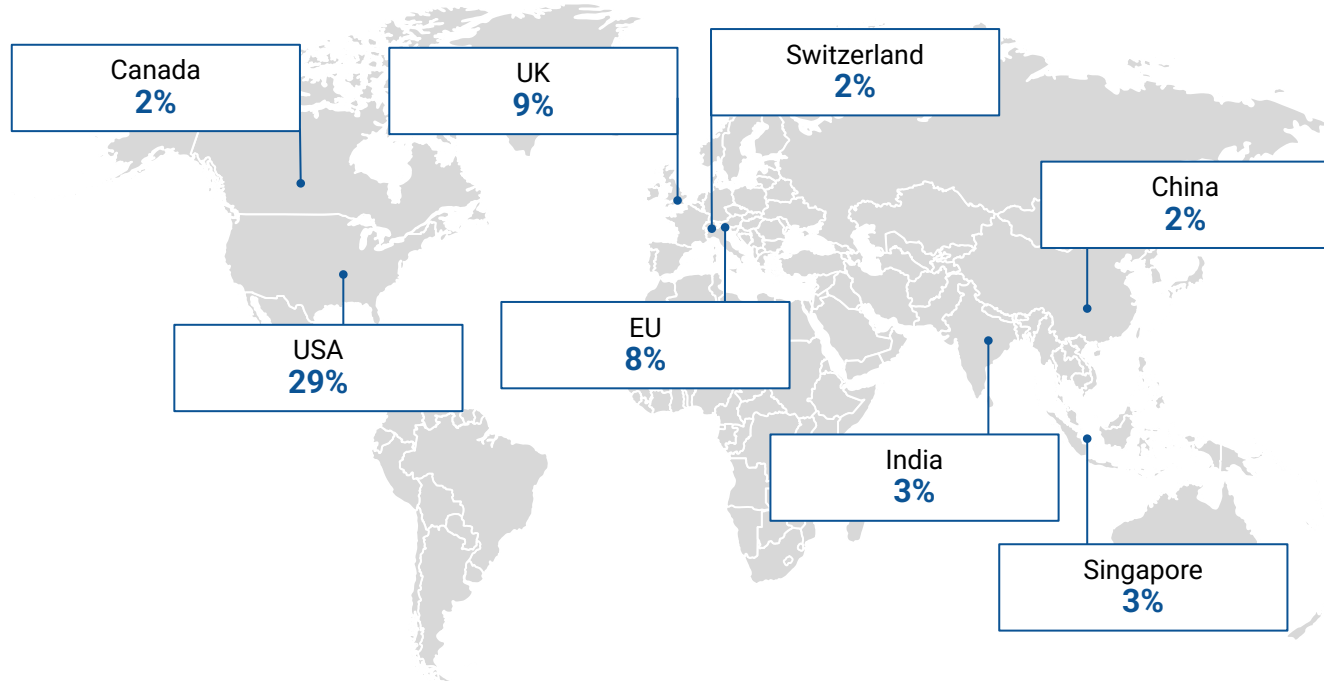 Canada
2%
UK
9%
Switzerland
2%
China
2%
USA
29%
EU
8%
India
3%
Singapore
3%